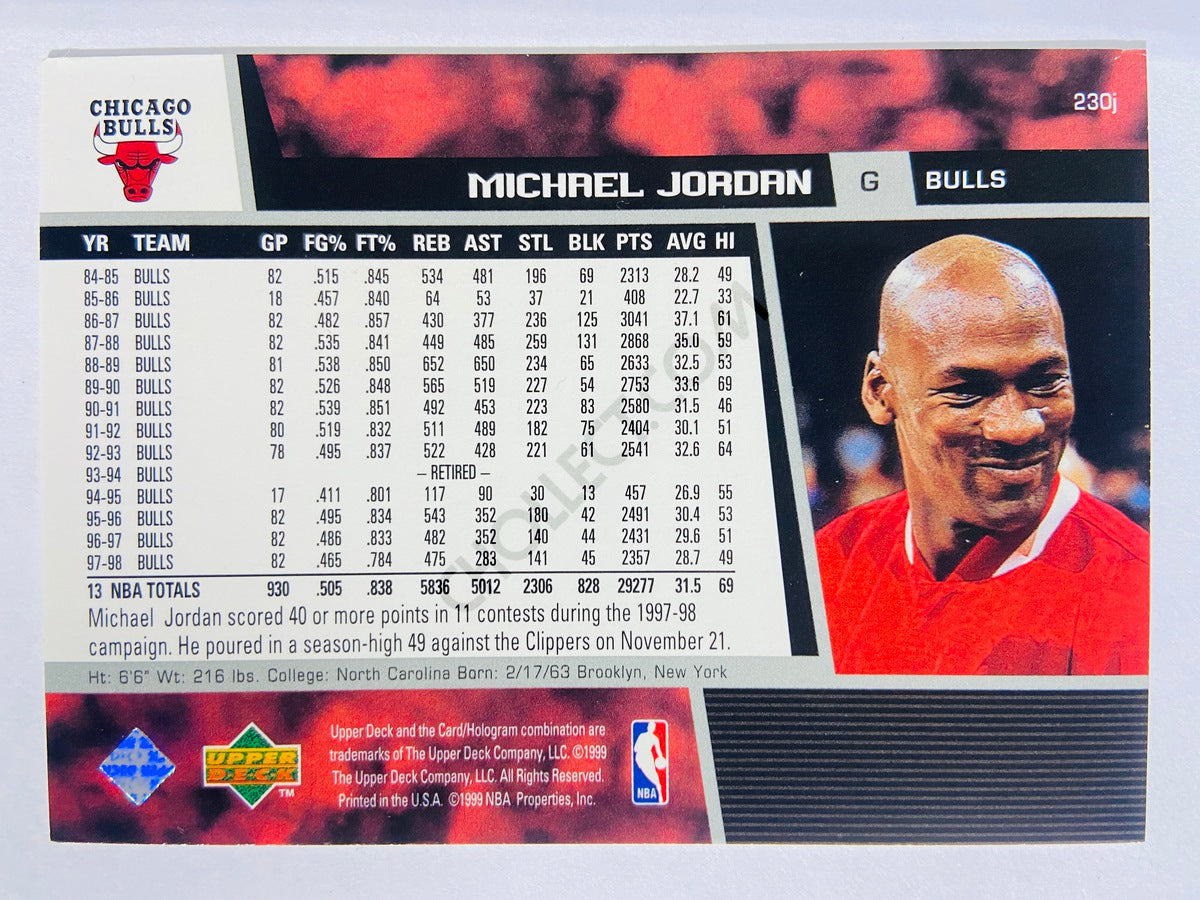 CHICAGO
BULLS
230j
MICHAEL JORDAN G BULLS
YR TEAM GP FG% FT% REB AST STL BLK PTS AVG HI
84-85 BULLS 82 .515 .845 534 481 196 69 2313 28.2 49
85-86 BULLS 18 .457 .840 64 53 37 21 408 22.7 33
86-87 BULLS 82 .482 .857 430 377 236 125 3041 37.1 61
87-88 BULLS 82 .535 .841 449 485 259 131 2868 35.0 59
88-89 BULLS 81 .538 .850 652 650 234 65 2633 32.5 53
89-90 BULLS 82 .526 .848 565 519 227 54 2753 33.6 69
90-91 BULLS 82 .539 .851 492 453 223 83 2580 31.5 46
91-92 BULLS 80 .519 .832 511 489 182 75 2404 30.1 51
92-93 BULLS 78 .495 .837 522 428 221 61 2541 32.6 64
93-94 BULLS – RETIRED –
94-95 BULLS 17 .411 .801 117 90 30 13 457 26.9 55
95-96 BULLS 82 .495 .834 543 352 180 42 2491 30.4 53
96-97 BULLS 82 .486 .833 482 352 140 44 2431 29.6 51
97-98 BULLS 82 .465 .784 475 283 141 45 2357 28.7 49
13 NBA TOTALS 930 .505 .838 5836 5012 2306 828 29277 31.5 69
Michael Jordan scored 40 or more points in 11 contests during the 1997-98
campaign. He poured in a season-high 49 against the Clippers on November 21.
Ht: 6'6" Wt: 216 lbs. College: North Carolina Born: 2/17/63 Brooklyn, New York
UPPER
DECK
TM
Upper Deck and the Card/Hologram combination are
trademarks of The Upper Deck Company, LLC. ©1999
The Upper Deck Company, LLC. All Rights Reserved.
Printed in the U.S.A. ©1999 NBA Properties, Inc.
NBA
CHOLLECT.COM